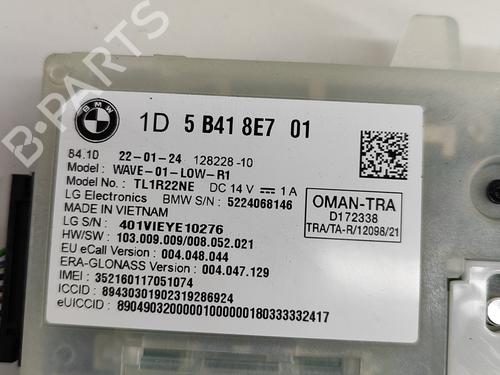 BMW
1D 5 B41 8E7 01
84.10 22-01-24 128228-10
Model: WAVE-01-LOW-R1
Model No.: TL1R22NE DC 14 V 1 A
LG Electronics BMW S/N: 5224068146
MADE IN VIETNAM
LG S/N: 401VIEYE10276
HW/SW: 103.009.009/008.052.021
EU eCall Version: 004.048.044
ERA-GLONASS Version: 004.047.129
IMEI: 352160117051074
ICCID: 89430301902319286924
eUICCID: 89049032000001000000180333332417
OMAN-TRA
D172338
TRA/TA-R/12098/21
B-PARTS